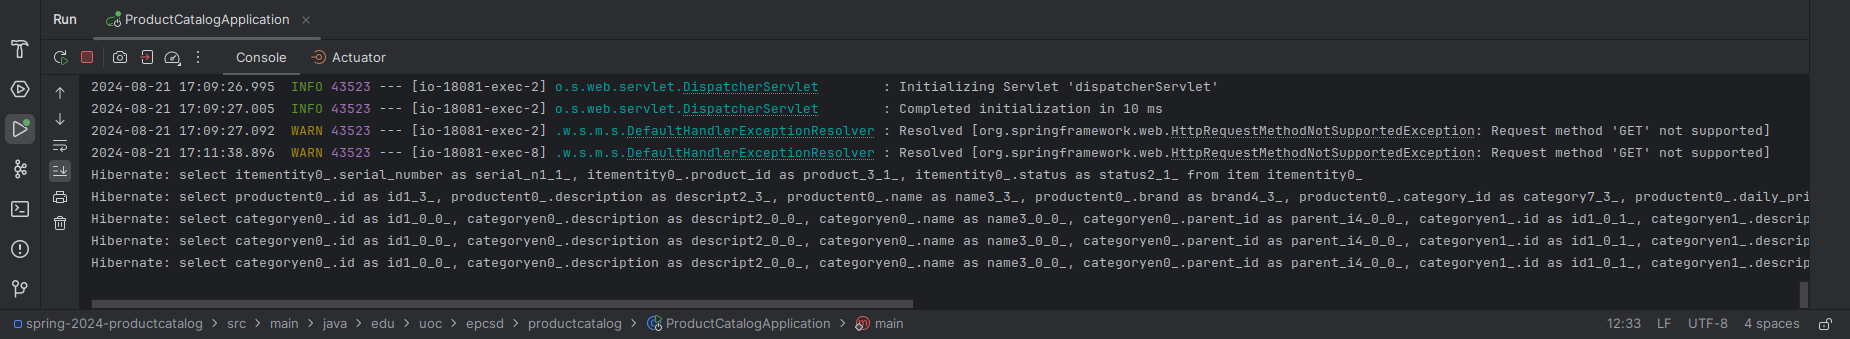 Run ProductCatalogApplication
Console Actuator
2024-08-21 17:09:26.995 INFO 43523 --- [io-18081-exec-2] o.s.web.servlet.DispatcherServlet : Initializing Servlet 'dispatcherServlet'
2024-08-21 17:09:27.005 INFO 43523 --- [io-18081-exec-2] o.s.web.servlet.DispatcherServlet : Completed initialization in 10 ms
2024-08-21 17:09:27.092 WARN 43523 --- [io-18081-exec-2] .w.s.m.s.DefaultHandlerExceptionResolver : Resolved [org.springframework.web.HttpRequestMethodNotSupportedException: Request method 'GET' not supported]
2024-08-21 17:11:38.896 WARN 43523 --- [io-18081-exec-8] .w.s.m.s.DefaultHandlerExceptionResolver : Resolved [org.springframework.web.HttpRequestMethodNotSupportedException: Request method 'GET' not supported]
Hibernate: select itementity0_.serial_number as serial_n1_1_, itementity0_.product_id as product_3_1_, itementity0_.status as status2_1_ from item itementity0_
Hibernate: select productent0_.id as id1_3_, productent0_.description as descript2_3_, productent0_.name as name3_3_, productent0_.brand as brand4_3_, productent0_.category_id as category7_3_, productent0_.daily_pri
Hibernate: select categoryen0_.id as id1_0_0_, categoryen0_.description as descript2_0_0_, categoryen0_.name as name3_0_0_, categoryen0_.parent_id as parent_i4_0_0_, categoryen1_.id as id1_0_1_, categoryen1_.descrip
Hibernate: select categoryen0_.id as id1_0_0_, categoryen0_.description as descript2_0_0_, categoryen0_.name as name3_0_0_, categoryen0_.parent_id as parent_i4_0_0_, categoryen1_.id as id1_0_1_, categoryen1_.descrip
Hibernate: select categoryen0_.id as id1_0_0_, categoryen0_.description as descript2_0_0_, categoryen0_.name as name3_0_0_, categoryen0_.parent_id as parent_i4_0_0_, categoryen1_.id as id1_0_1_, categoryen1_.descrip
spring-2024-productcatalog > src > main > java > edu > uoc > epcsd > productcatalog > ProductCatalogApplication > main 12:33 LF UTF-8 4 spaces